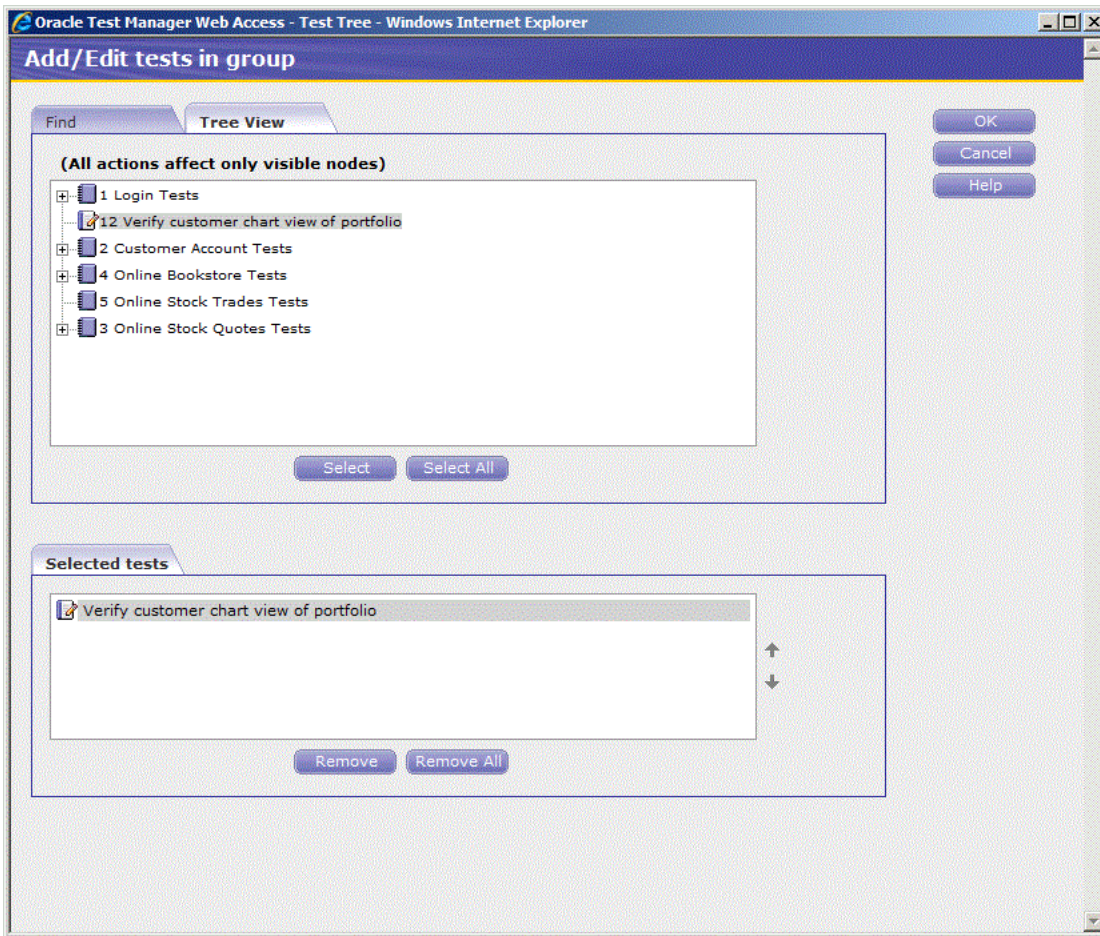 Oracle Test Manager Web Access - Test Tree - Windows Internet Explorer
Add/Edit tests in group
Find
Tree View
OK
Cancel
Help
(All actions affect only visible nodes)
1 Login Tests
12 Verify customer chart view of portfolio
2 Customer Account Tests
4 Online Bookstore Tests
5 Online Stock Trades Tests
3 Online Stock Quotes Tests
Select
Select All
Selected tests
Verify customer chart view of portfolio
Remove
Remove All